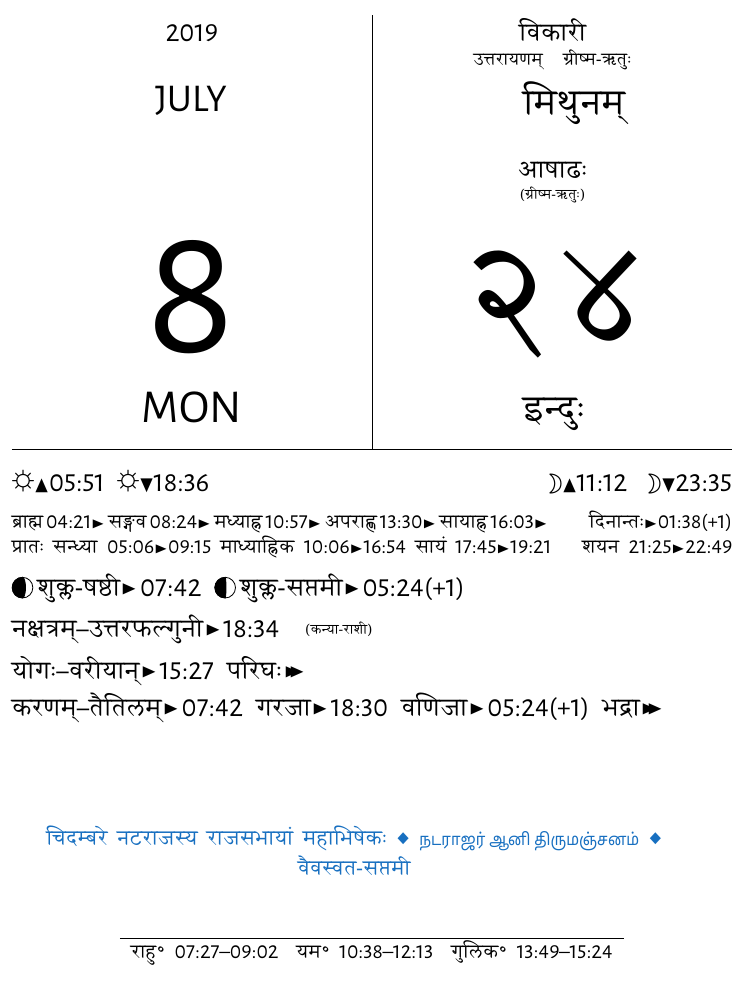 2019
JULY
8
MON
विकारी
उत्तरायणम् ग्रीष्म-ऋतुः
मिथुनम्
आषाढः
(ग्रीष्म-ऋतुः)
२४
इन्दुः
☼▲05:51 ☼▼18:36 ☽▲11:12 ☽▼23:35
ब्राह्म 04:21► सङ्गव 08:24► मध्याह्न 10:57► अपराह्ण 13:30► सायाह्न 16:03► दिनान्तः►01:38(+1)
प्रातः सन्ध्या 05:06►09:15 माध्याह्निक 10:06►16:54 सायं 17:45►19:21 शयन 21:25►22:49
शुक्ल-षष्ठी► 07:42 शुक्ल-सप्तमी► 05:24(+1)
नक्षत्रम्–उत्तरफल्गुनी►18:34 (कन्या-राशी)
योगः–वरीयान्►15:27 परिघः
करणम्–तैतिलम्►07:42 गरजा►18:30 वणिजा►05:24(+1) भद्रा
चिदम्बरे नटराजस्य राजसभायां महाभिषेकः ◆ நடராஜர் ஆனி திருமஞ்சனம் ◆
वैवस्वत-सप्तमी
राहु° 07:27–09:02 यम° 10:38–12:13 गुलिक° 13:49–15:24